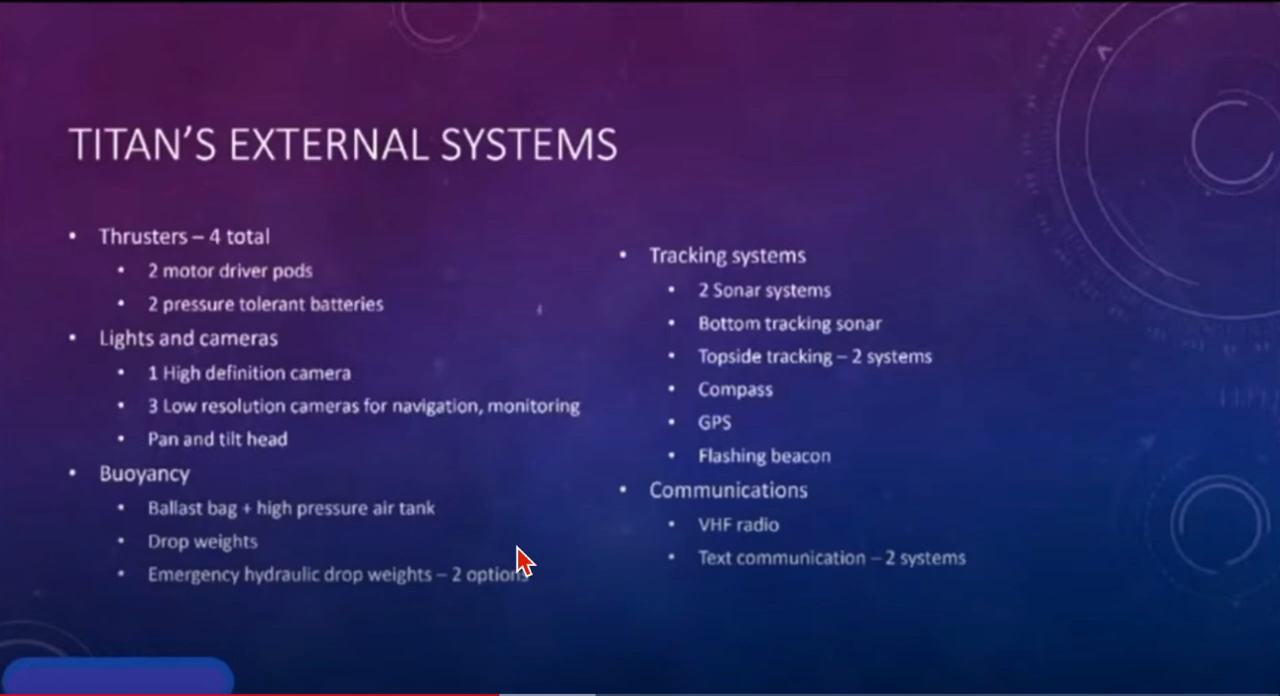 TITAN'S EXTERNAL SYSTEMS
• Thrusters – 4 total
• 2 motor driver pods
• 2 pressure tolerant batteries
• Lights and cameras
• 1 High definition camera
• 3 Low resolution cameras for navigation, monitoring
• Pan and tilt head
• Buoyancy
• Ballast bag + high pressure air tank
• Drop weights
• Emergency hydraulic drop weights – 2 options
• Tracking systems
• 2 Sonar systems
• Bottom tracking sonar
• Topside tracking – 2 systems
• Compass
• GPS
• Flashing beacon
• Communications
• VHF radio
• Text communication – 2 systems